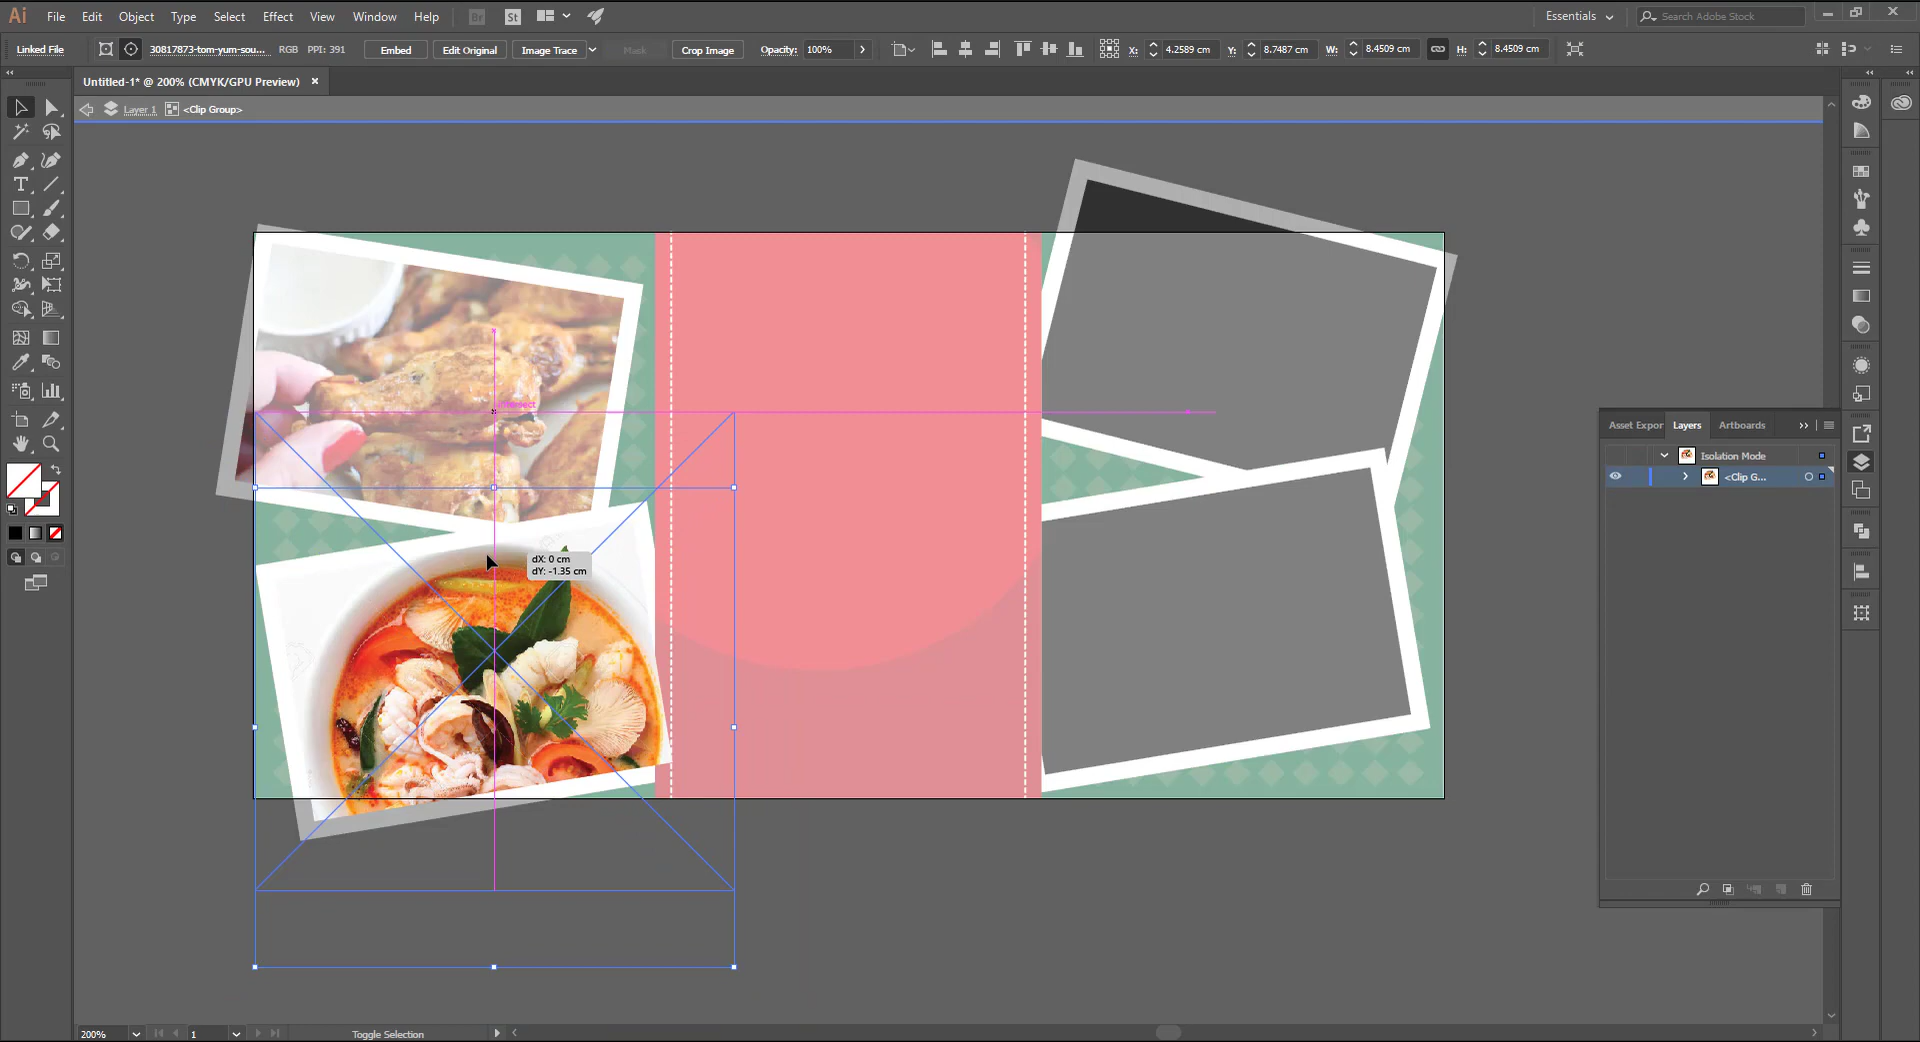 Ai File Edit Object Type Select Effect View Window Help Br St Essentials Search Adobe Stock
Linked File 30817873-tom-yum-sou... RGB PPI: 391 Embed Edit Original Image Trace Mask Crop Image Opacity: 100% X: 4.2589 cm Y: 8.7487 cm W: 8.4509 cm H: 8.4509 cm
Untitled-1* @ 200% (CMYK/GPU Preview)
Layer 1 <Clip Group>
intersect
Asset Expor Layers Artboards
Isolation Mode
<Clip G...
dX: 0 cm
dY: -1.35 cm
200% 1 Toggle Selection